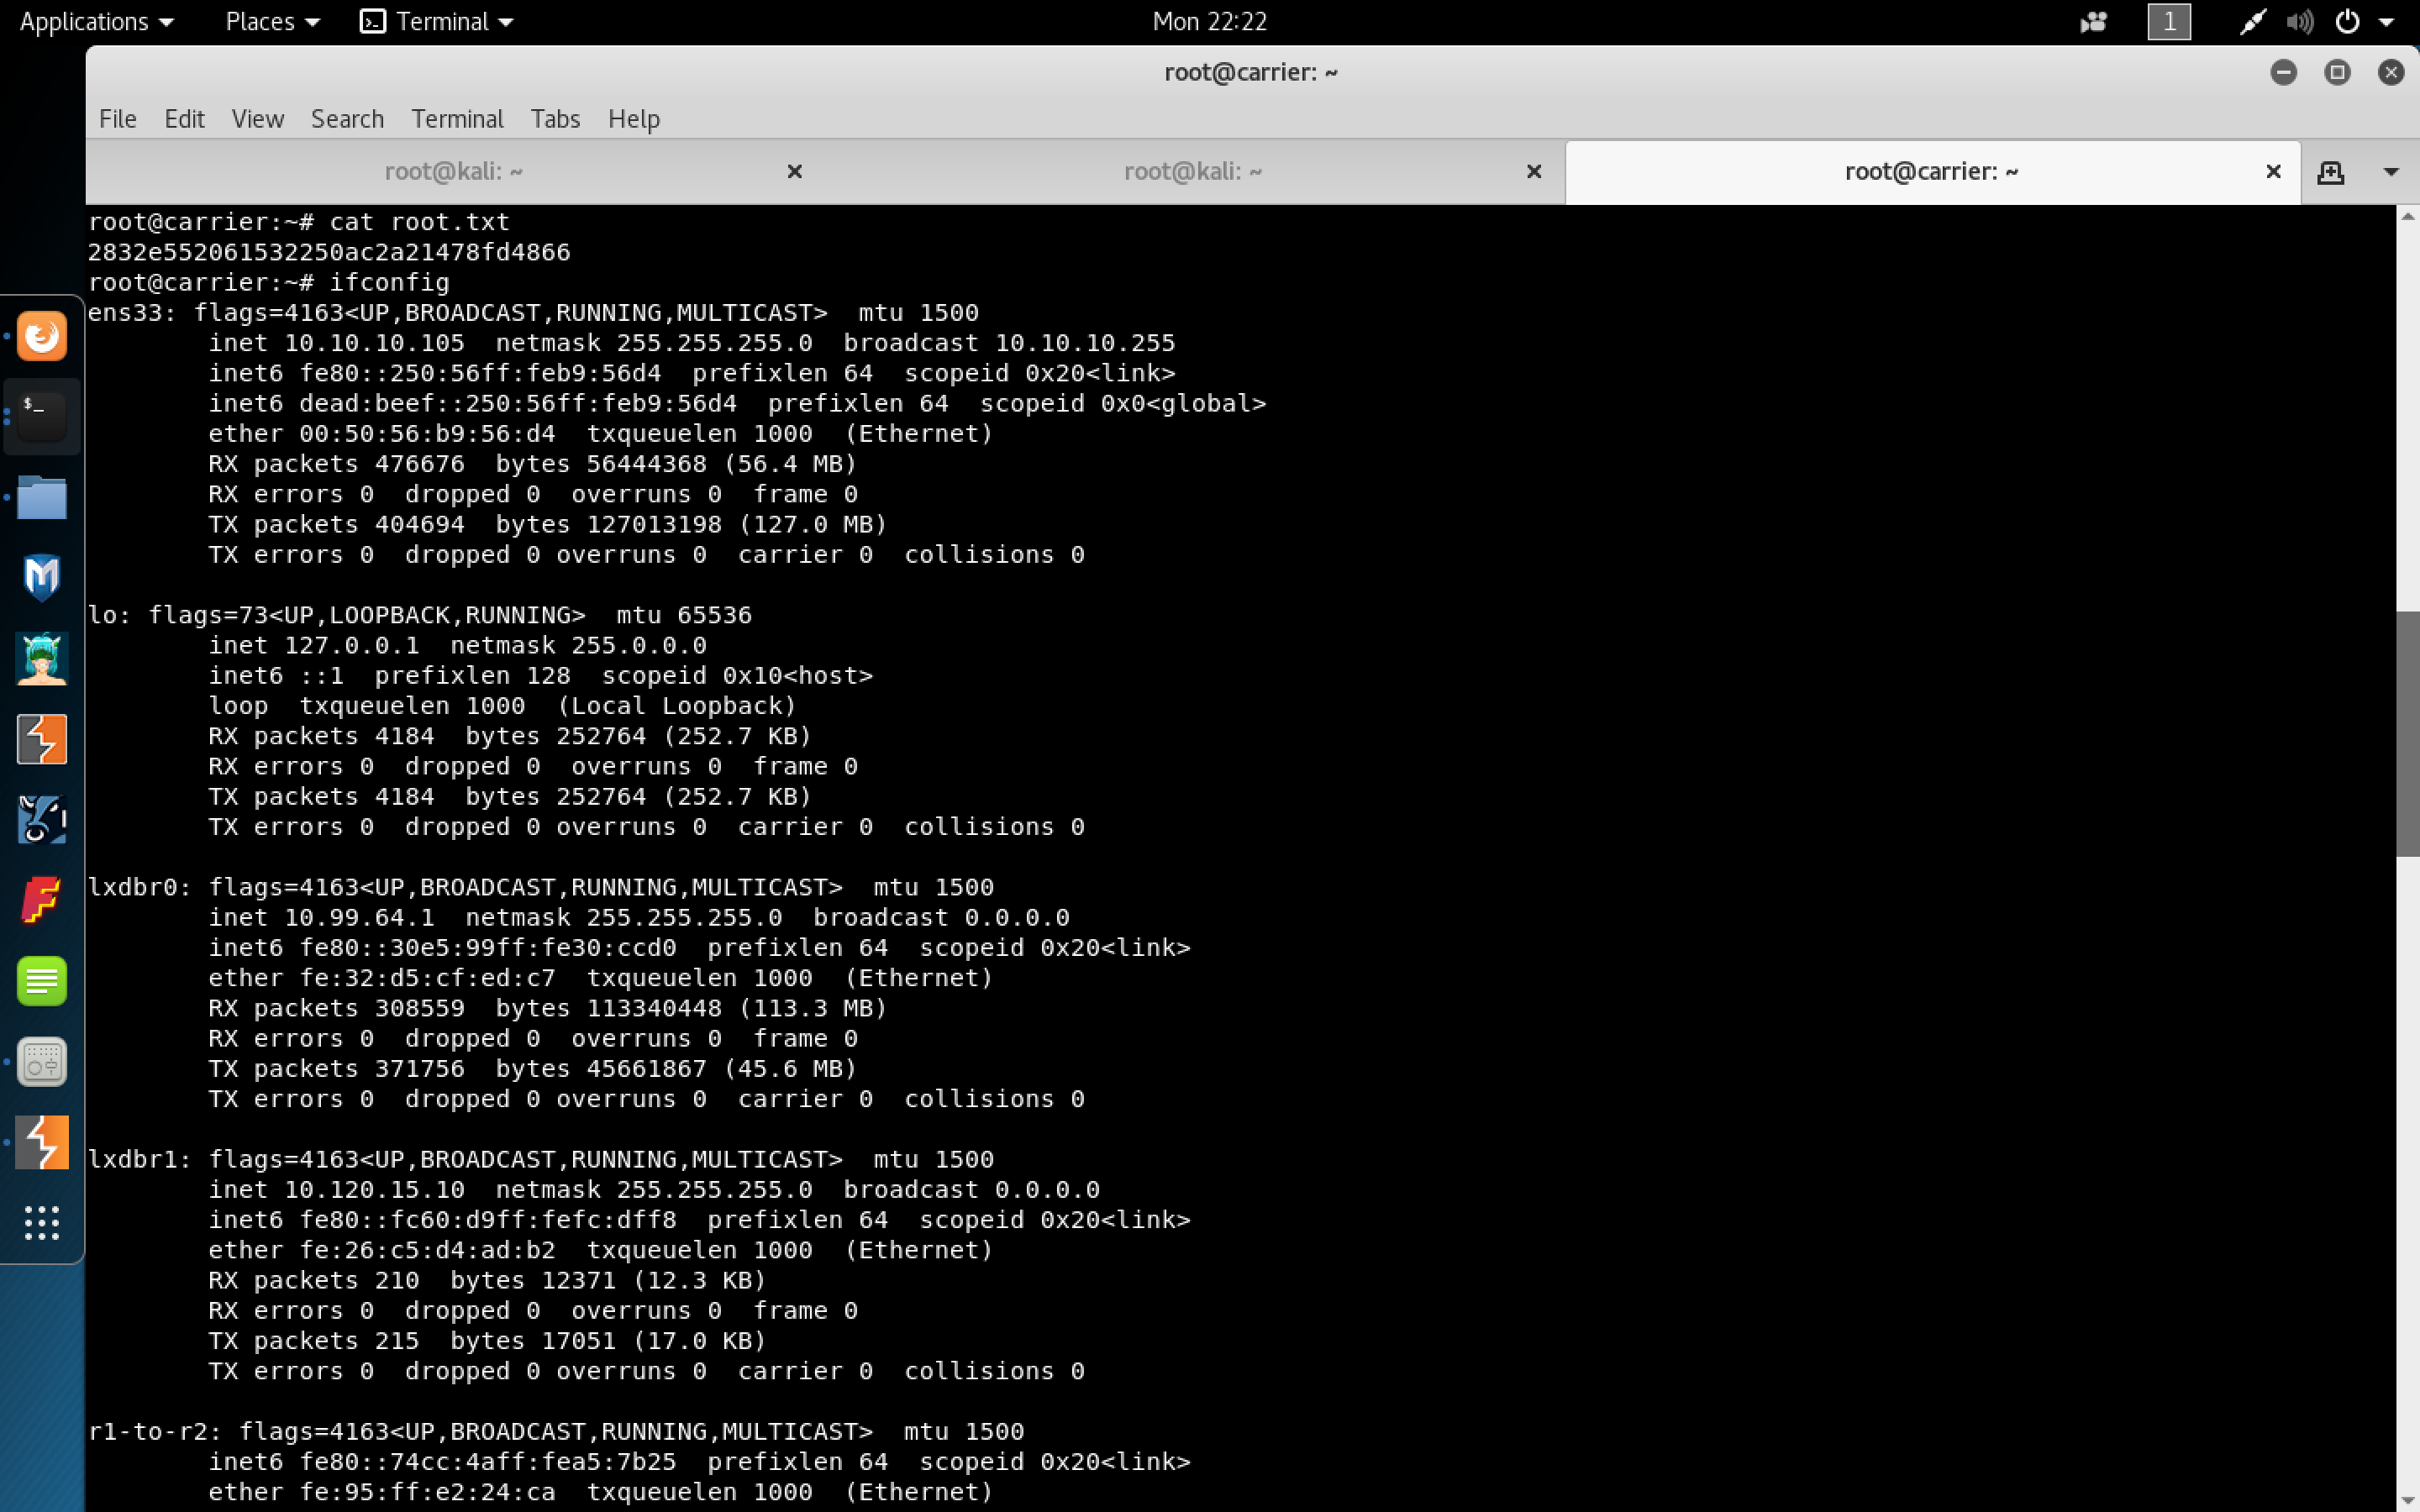 Applications Places Terminal Mon 22:22 1
root@carrier: ~
File Edit View Search Terminal Tabs Help
root@kali: ~ root@kali: ~ root@carrier: ~
root@carrier:~# cat root.txt
2832e552061532250ac2a21478fd4866
root@carrier:~# ifconfig
ens33: flags=4163<UP,BROADCAST,RUNNING,MULTICAST>  mtu 1500
        inet 10.10.10.105  netmask 255.255.255.0  broadcast 10.10.10.255
        inet6 fe80::250:56ff:feb9:56d4  prefixlen 64  scopeid 0x20<link>
        inet6 dead:beef::250:56ff:feb9:56d4  prefixlen 64  scopeid 0x0<global>
        ether 00:50:56:b9:56:d4  txqueuelen 1000  (Ethernet)
        RX packets 476676  bytes 56444368 (56.4 MB)
        RX errors 0  dropped 0  overruns 0  frame 0
        TX packets 404694  bytes 127013198 (127.0 MB)
        TX errors 0  dropped 0 overruns 0  carrier 0  collisions 0

lo: flags=73<UP,LOOPBACK,RUNNING>  mtu 65536
        inet 127.0.0.1  netmask 255.0.0.0
        inet6 ::1  prefixlen 128  scopeid 0x10<host>
        loop  txqueuelen 1000  (Local Loopback)
        RX packets 4184  bytes 252764 (252.7 KB)
        RX errors 0  dropped 0  overruns 0  frame 0
        TX packets 4184  bytes 252764 (252.7 KB)
        TX errors 0  dropped 0 overruns 0  carrier 0  collisions 0

lxdbr0: flags=4163<UP,BROADCAST,RUNNING,MULTICAST>  mtu 1500
        inet 10.99.64.1  netmask 255.255.255.0  broadcast 0.0.0.0
        inet6 fe80::30e5:99ff:fe30:ccd0  prefixlen 64  scopeid 0x20<link>
        ether fe:32:d5:cf:ed:c7  txqueuelen 1000  (Ethernet)
        RX packets 308559  bytes 113340448 (113.3 MB)
        RX errors 0  dropped 0  overruns 0  frame 0
        TX packets 371756  bytes 45661867 (45.6 MB)
        TX errors 0  dropped 0 overruns 0  carrier 0  collisions 0

lxdbr1: flags=4163<UP,BROADCAST,RUNNING,MULTICAST>  mtu 1500
        inet 10.120.15.10  netmask 255.255.255.0  broadcast 0.0.0.0
        inet6 fe80::fc60:d9ff:fefc:dff8  prefixlen 64  scopeid 0x20<link>
        ether fe:26:c5:d4:ad:b2  txqueuelen 1000  (Ethernet)
        RX packets 210  bytes 12371 (12.3 KB)
        RX errors 0  dropped 0  overruns 0  frame 0
        TX packets 215  bytes 17051 (17.0 KB)
        TX errors 0  dropped 0 overruns 0  carrier 0  collisions 0

r1-to-r2: flags=4163<UP,BROADCAST,RUNNING,MULTICAST>  mtu 1500
        inet6 fe80::74cc:4aff:fea5:7b25  prefixlen 64  scopeid 0x20<link>
        ether fe:95:ff:e2:24:ca  txqueuelen 1000  (Ethernet)